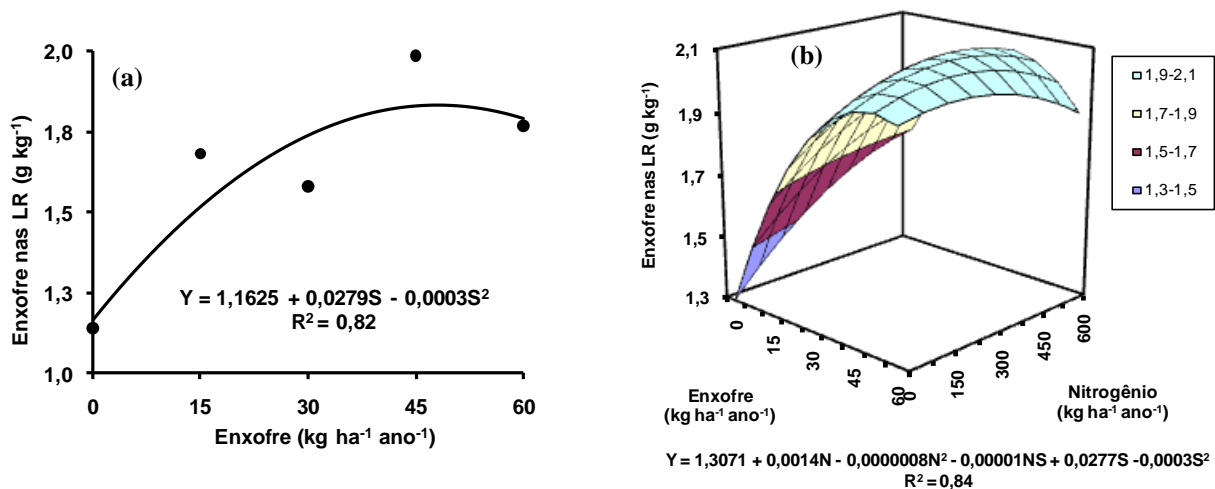 (a)
Enxofre nas LR (g kg⁻¹)
2,0
1,8
1,5
1,3
1,0
0
15
30
45
60
Enxofre (kg ha⁻¹ ano⁻¹)
Y = 1,1625 + 0,0279S - 0,0003S²
R² = 0,82
(b)
Enxofre nas LR (g kg⁻¹)
2,1
1,9
1,7
1,5
1,3
0
15
30
45
60
Enxofre
(kg ha⁻¹ ano⁻¹)
0
150
300
450
600
Nitrogênio
(kg ha⁻¹ ano⁻¹)
1,9-2,1
1,7-1,9
1,5-1,7
1,3-1,5
Y = 1,3071 + 0,0014N - 0,0000008N² - 0,00001NS + 0,0277S -0,0003S²
R² = 0,84